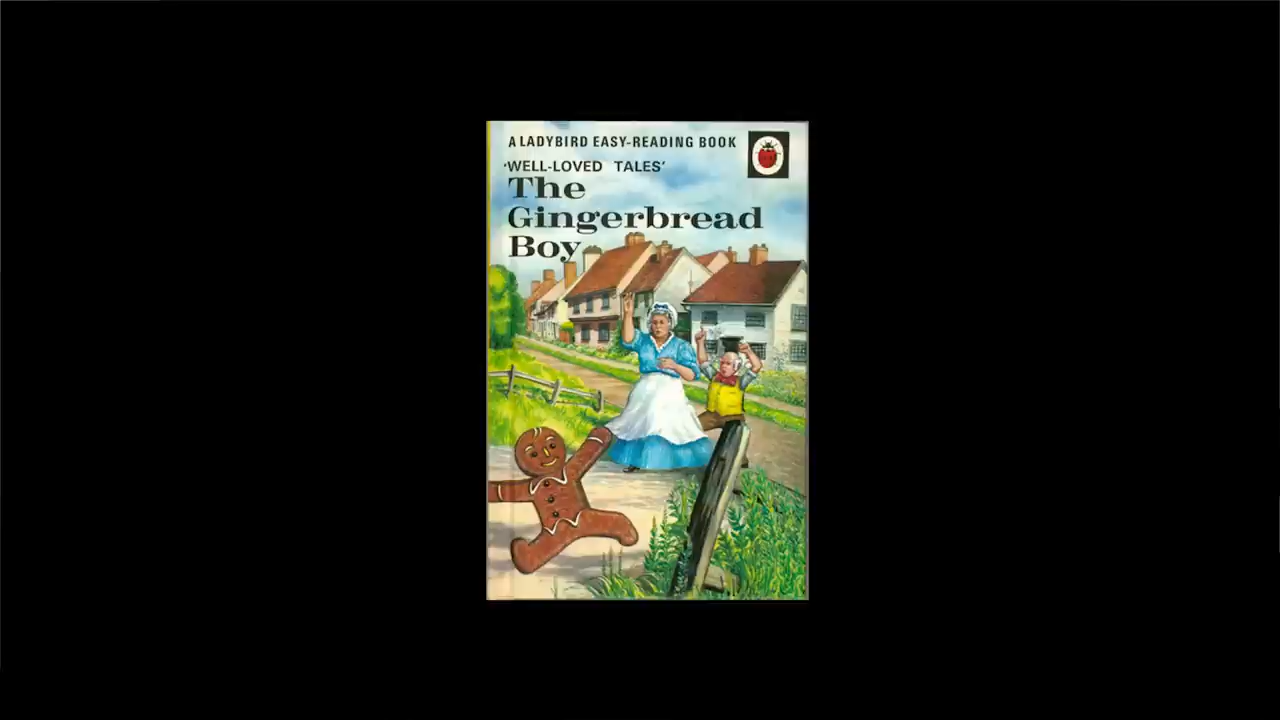 A LADYBIRD EASY-READING BOOK
'WELL-LOVED TALES'
The
Gingerbread
Boy